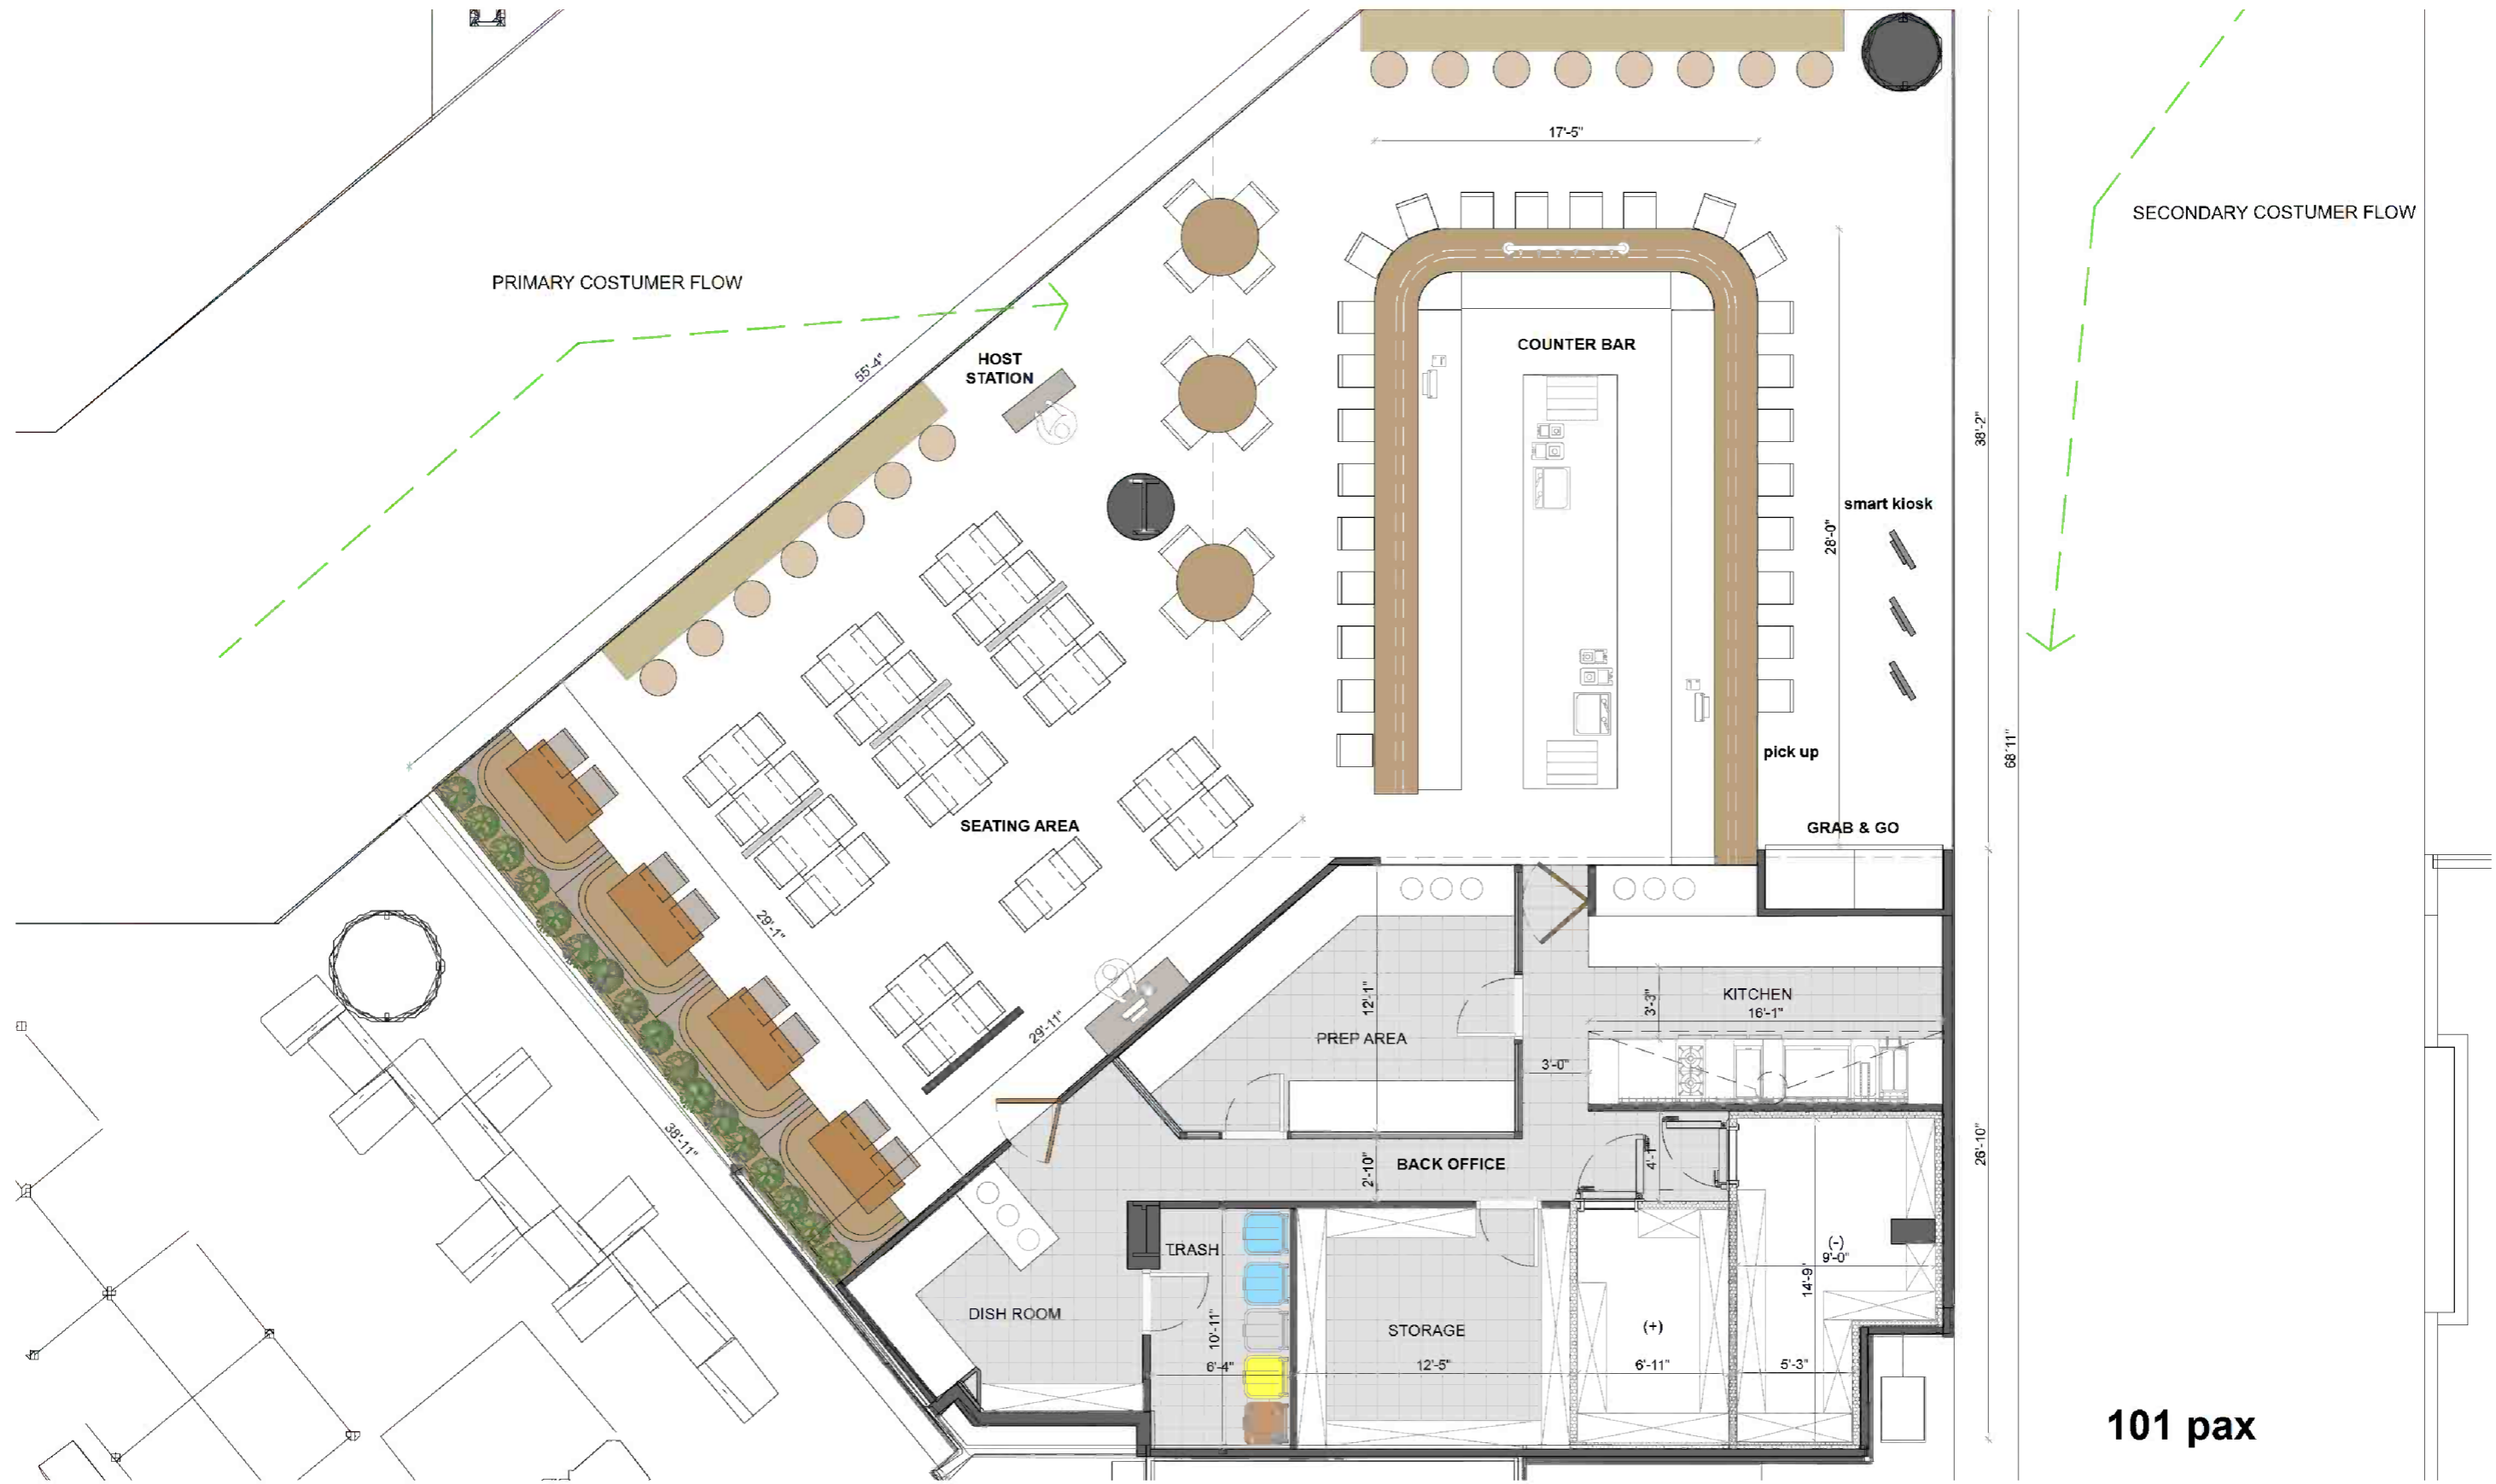 17'-5"
SECONDARY COSTUMER FLOW
PRIMARY COSTUMER FLOW
COUNTER BAR
HOST
STATION
55'-4"
38'-2"
smart kiosk
28'-0"
68'11"
pick up
SEATING AREA
GRAB & GO
29'-1"
29'-11"
12'-1"
PREP AREA
3'-3"
KITCHEN
16'-1"
3'-0"
38'-11"
2'-10"
BACK OFFICE
4'-1"
26'-10"
TRASH
DISH ROOM
10'-11"
6'-4"
STORAGE
12'-5"
(+)
6'-11"
(-)
9'-0"
14'-9"
5'-3"
101 pax